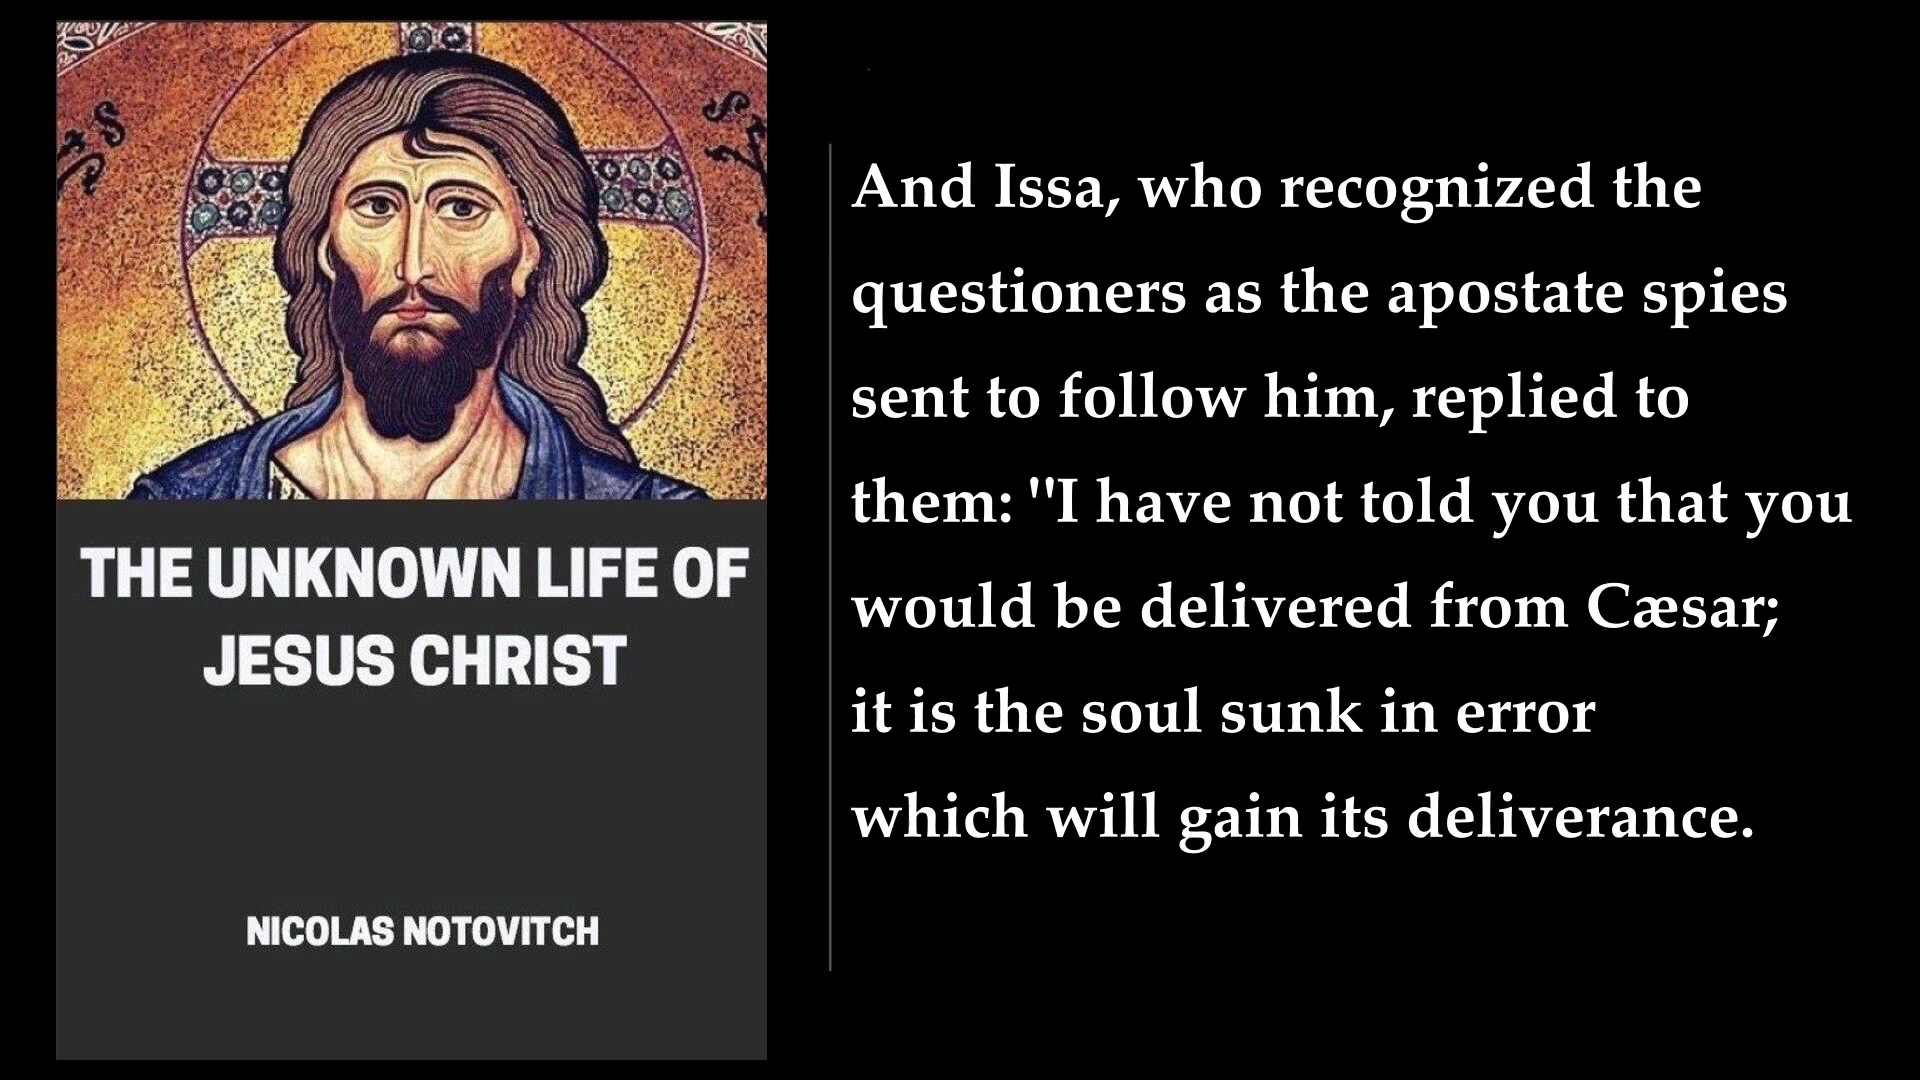 THE UNKNOWN LIFE OF
JESUS CHRIST
NICOLAS NOTOVITCH
And Issa, who recognized the
questioners as the apostate spies
sent to follow him, replied to
them: "I have not told you that you
would be delivered from Cæsar;
it is the soul sunk in error
which will gain its deliverance.